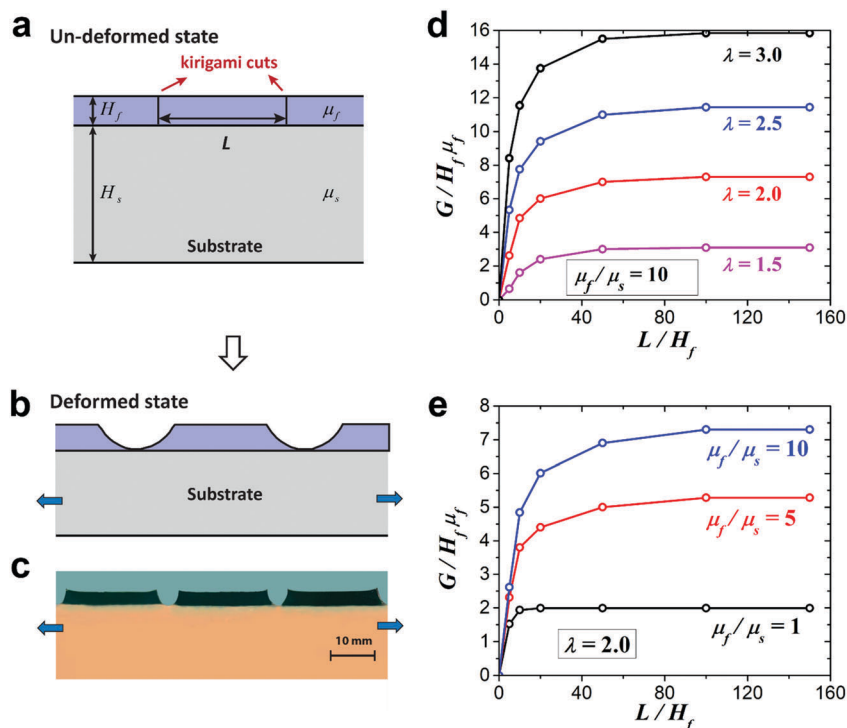 a
Un-deformed state
kirigami cuts
H_f
μ_f
L
H_s
μ_s
Substrate
b
Deformed state
Substrate
c
10 mm
d
G / H_f μ_f
16
14
12
10
8
6
4
2
0
λ = 3.0
λ = 2.5
λ = 2.0
λ = 1.5
μ_f / μ_s = 10
0 40 80 120 160
L / H_f
e
G / H_f μ_f
8
7
6
5
4
3
2
1
0
μ_f / μ_s = 10
μ_f / μ_s = 5
μ_f / μ_s = 1
λ = 2.0
0 40 80 120 160
L / H_f